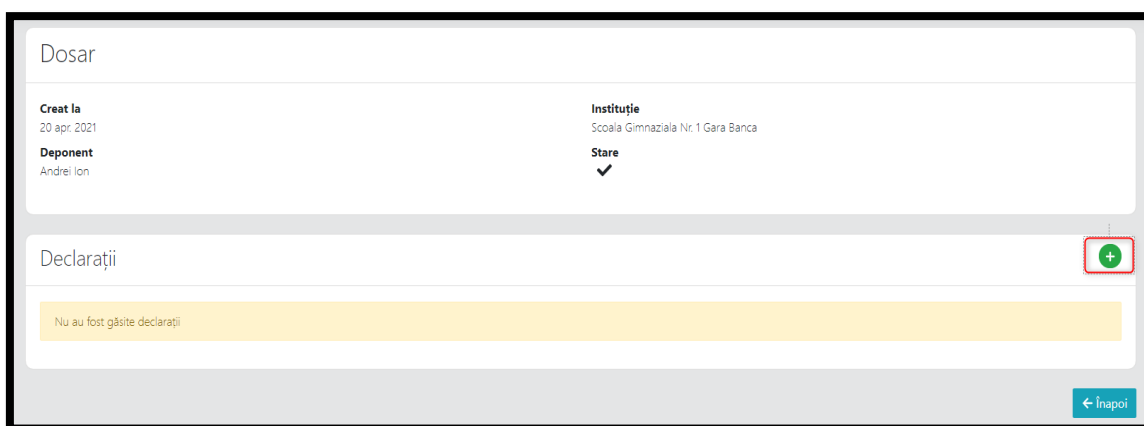 Dosar
Creat la
20 apr. 2021
Deponent
Andrei Ion
Instituție
Scoala Gimnaziala Nr. 1 Gara Banca
Stare
Declarații
Nu au fost găsite declarații
Înapoi